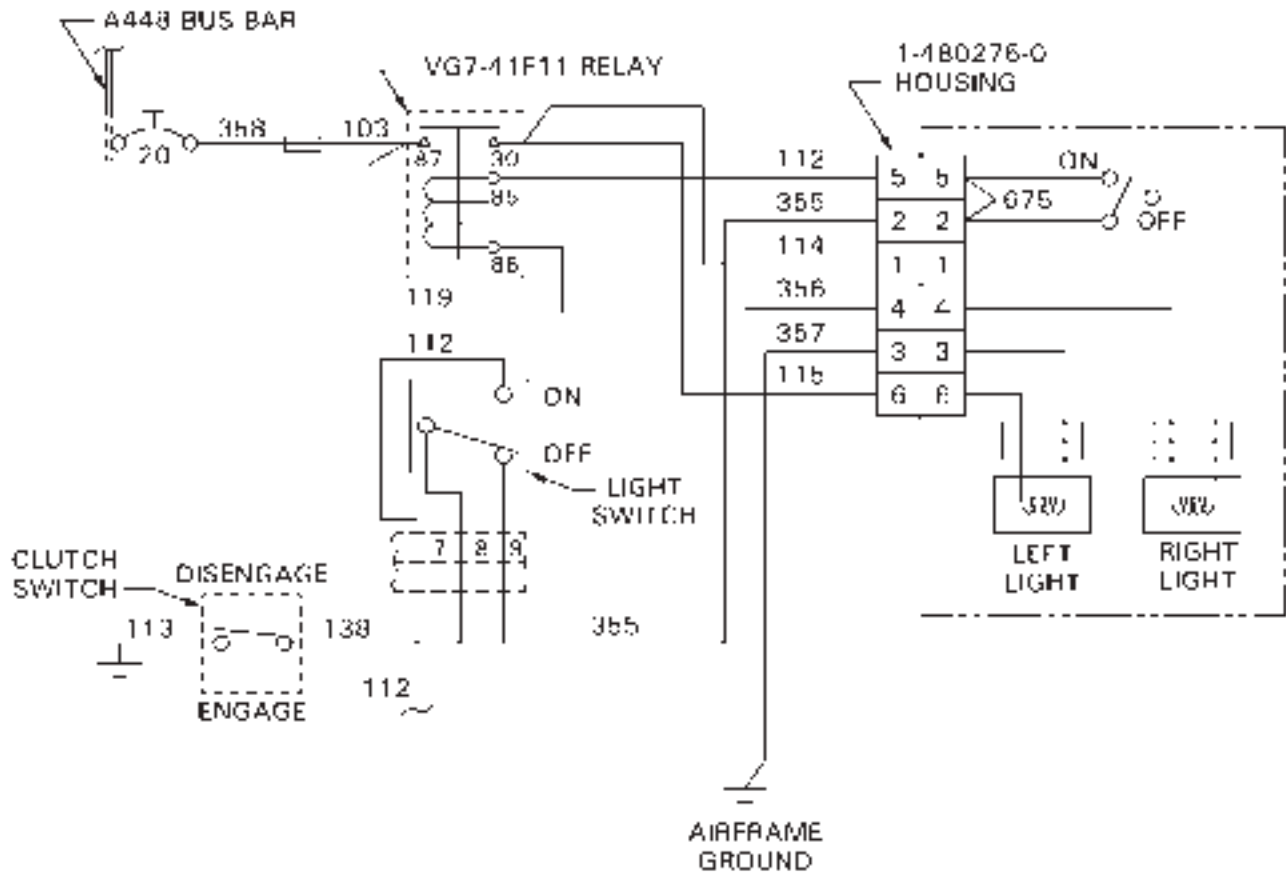 A448 BUS BAR
VG7-41F11 RELAY
1-480276-0
HOUSING
20
358
103
87
30
85
86
119
112
355
114
356
357
115
5 5
2 2
1 1
4 4
3 3
6 6
ON
OFF
675
112
ON
OFF
LIGHT
SWITCH
7 8 9
LEFT
LIGHT
RIGHT
LIGHT
CLUTCH
SWITCH
DISENGAGE
113
138
ENGAGE
355
112
AIRFRAME
GROUND